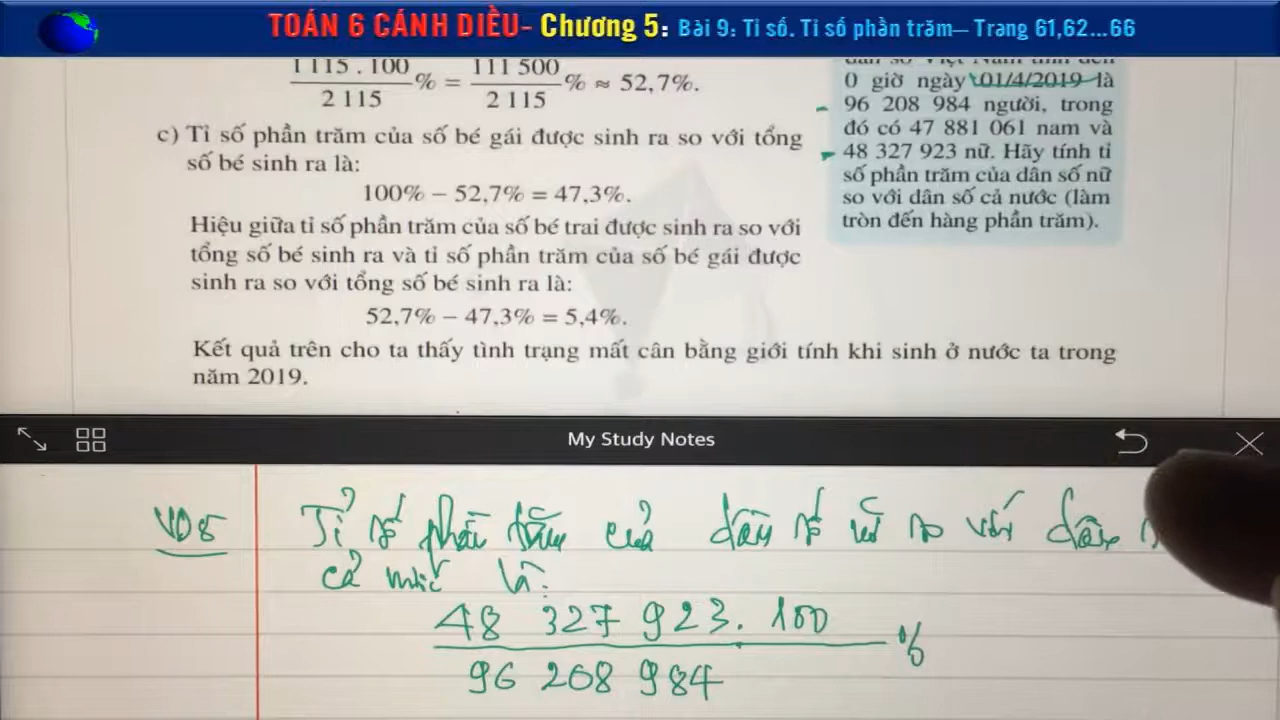 TOÁN 6 CÁNH DIỀU- Chương 5: Bài 9: Tỉ số. Tỉ số phần trăm– Trang 61,62...66
1115 . 100 / 2 115 % = 111 500 / 2 115 % ≈ 52,7%.
c) Tỉ số phần trăm của số bé gái được sinh ra so với tổng
số bé sinh ra là:
100% − 52,7% = 47,3%.
Hiệu giữa tỉ số phần trăm của số bé trai được sinh ra so với
tổng số bé sinh ra và tỉ số phần trăm của số bé gái được
sinh ra so với tổng số bé sinh ra là:
52,7% − 47,3% = 5,4%.
Kết quả trên cho ta thấy tình trạng mất cân bằng giới tính khi sinh ở nước ta trong
năm 2019.
dân số Việt Nam tính đến
0 giờ ngày 01/4/2019 là
96 208 984 người, trong
đó có 47 881 061 nam và
48 327 923 nữ. Hãy tính tỉ
số phần trăm của dân số nữ
so với dân số cả nước (làm
tròn đến hàng phần trăm).
My Study Notes
Tỉ số phần trăm của dân số nữ so với dân
cả nước là:
48 327 923. 100
96 208 984 %